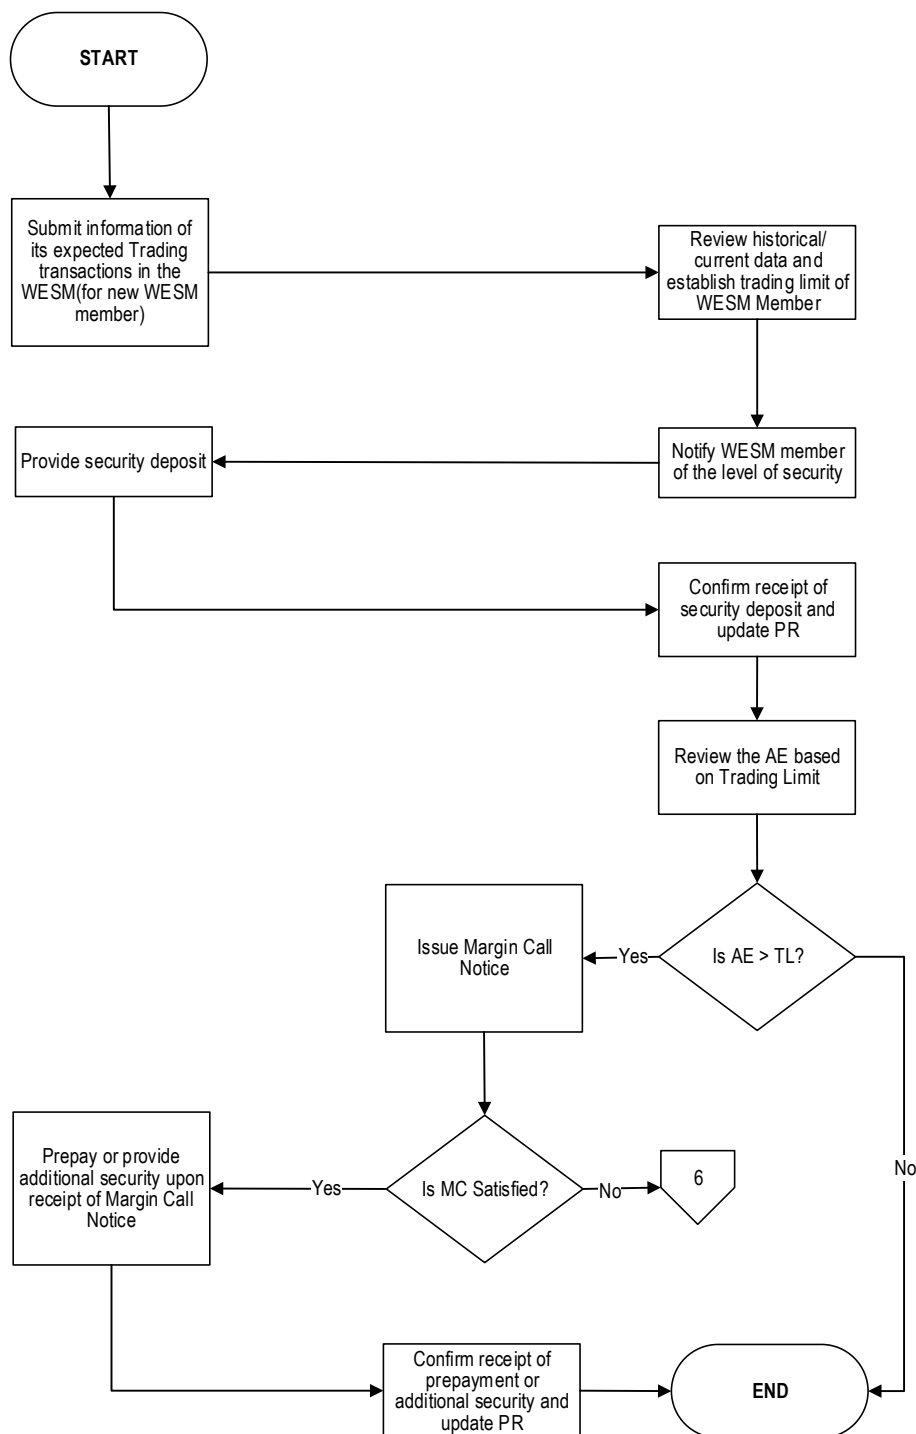 START
Submit information of
its expected Trading
transactions in the
WESM(for new WESM
member)
Review historical/
current data and
establish trading limit of
WESM Member
Provide security deposit
Notify WESM member
of the level of security
Confirm receipt of
security deposit and
update PR
Review the AE based
on Trading Limit
Issue Margin Call
Notice
Yes
Is AE > TL?
Prepay or provide
additional security upon
receipt of Margin Call
Notice
Yes
Is MC Satisfied?
No
6
No
Confirm receipt of
prepayment or
additional security and
update PR
END